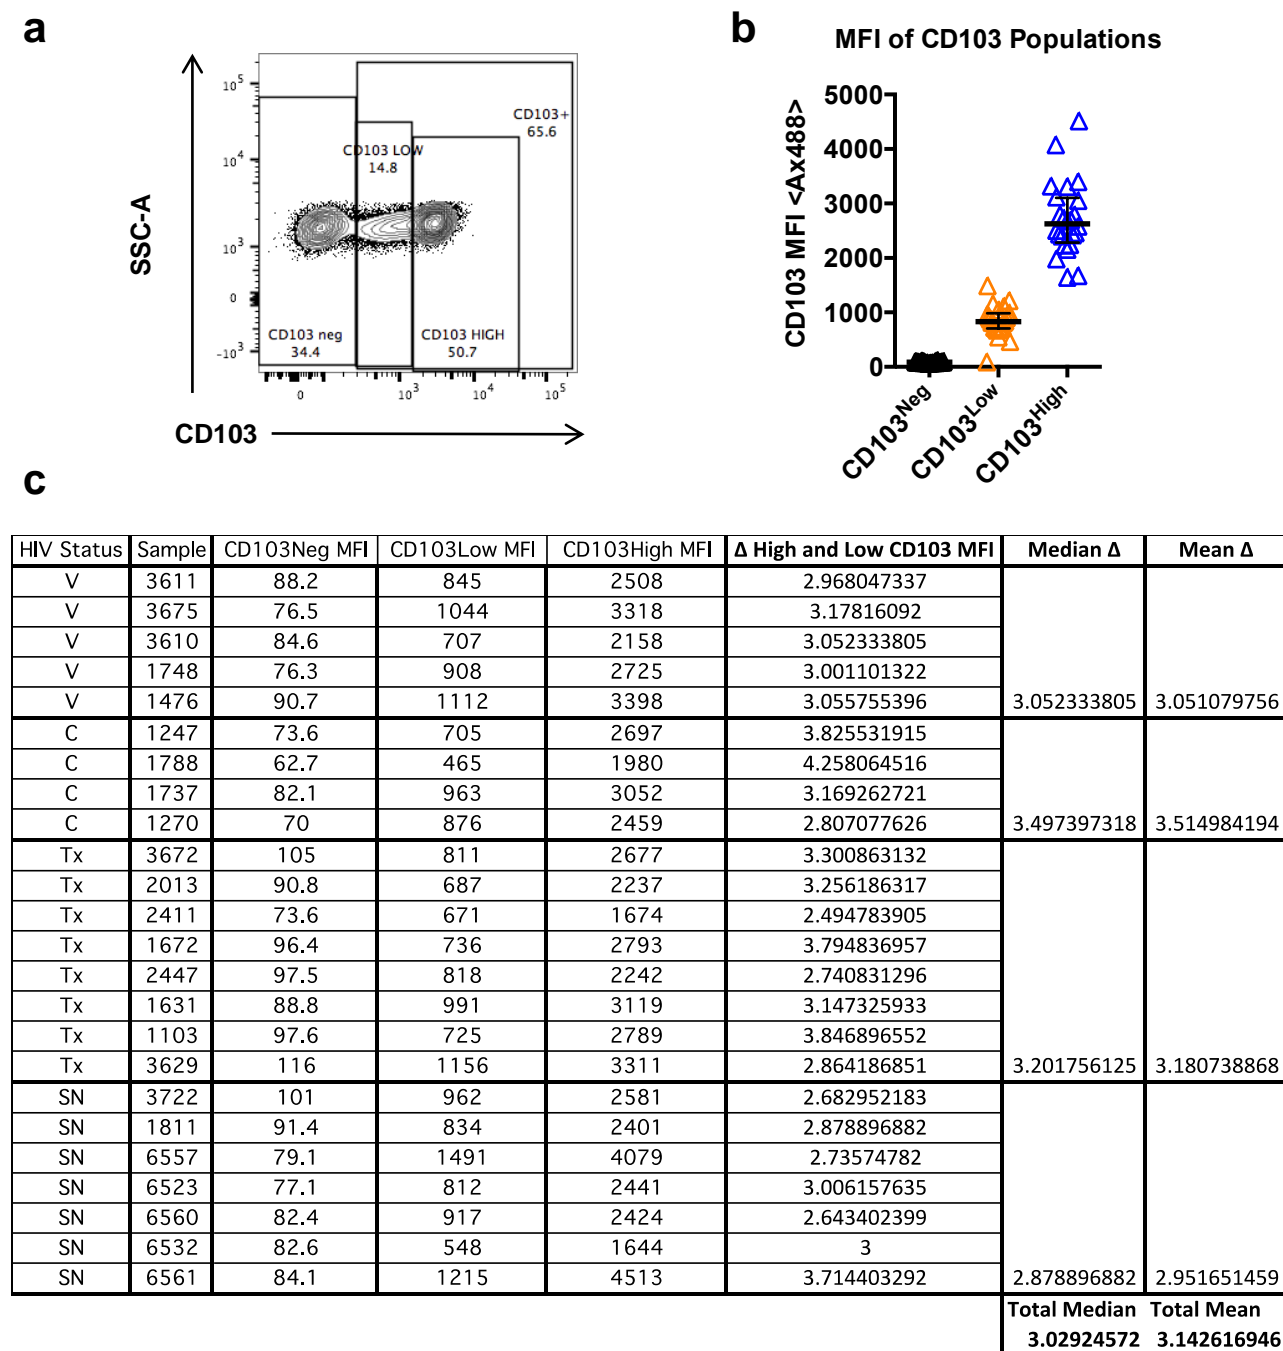 a
SSC-A
10^5
10^4
10^3
0
-10^3
CD103+
65.6
CD103 LOW
14.8
CD103 neg
34.4
CD103 HIGH
50.7
0 10^3 10^4 10^5
CD103
b
MFI of CD103 Populations
CD103 MFI <Ax488>
5000
4000
3000
2000
1000
0
CD103^Neg
CD103^Low
CD103^High
c
HIV Status Sample CD103Neg MFI CD103Low MFI CD103High MFI Δ High and Low CD103 MFI Median Δ Mean Δ
V 3611 88.2 845 2508 2.968047337
V 3675 76.5 1044 3318 3.17816092
V 3610 84.6 707 2158 3.052333805
V 1748 76.3 908 2725 3.001101322
V 1476 90.7 1112 3398 3.055755396 3.052333805 3.051079756
C 1247 73.6 705 2697 3.825531915
C 1788 62.7 465 1980 4.258064516
C 1737 82.1 963 3052 3.169262721
C 1270 70 876 2459 2.807077626 3.497397318 3.514984194
Tx 3672 105 811 2677 3.300863132
Tx 2013 90.8 687 2237 3.256186317
Tx 2411 73.6 671 1674 2.494783905
Tx 1672 96.4 736 2793 3.794836957
Tx 2447 97.5 818 2242 2.740831296
Tx 1631 88.8 991 3119 3.147325933
Tx 1103 97.6 725 2789 3.846896552
Tx 3629 116 1156 3311 2.864186851 3.201756125 3.180738868
SN 3722 101 962 2581 2.682952183
SN 1811 91.4 834 2401 2.878896882
SN 6557 79.1 1491 4079 2.73574782
SN 6523 77.1 812 2441 3.006157635
SN 6560 82.4 917 2424 2.643402399
SN 6532 82.6 548 1644 3
SN 6561 84.1 1215 4513 3.714403292 2.878896882 2.951651459
Total Median Total Mean
3.02924572 3.142616946